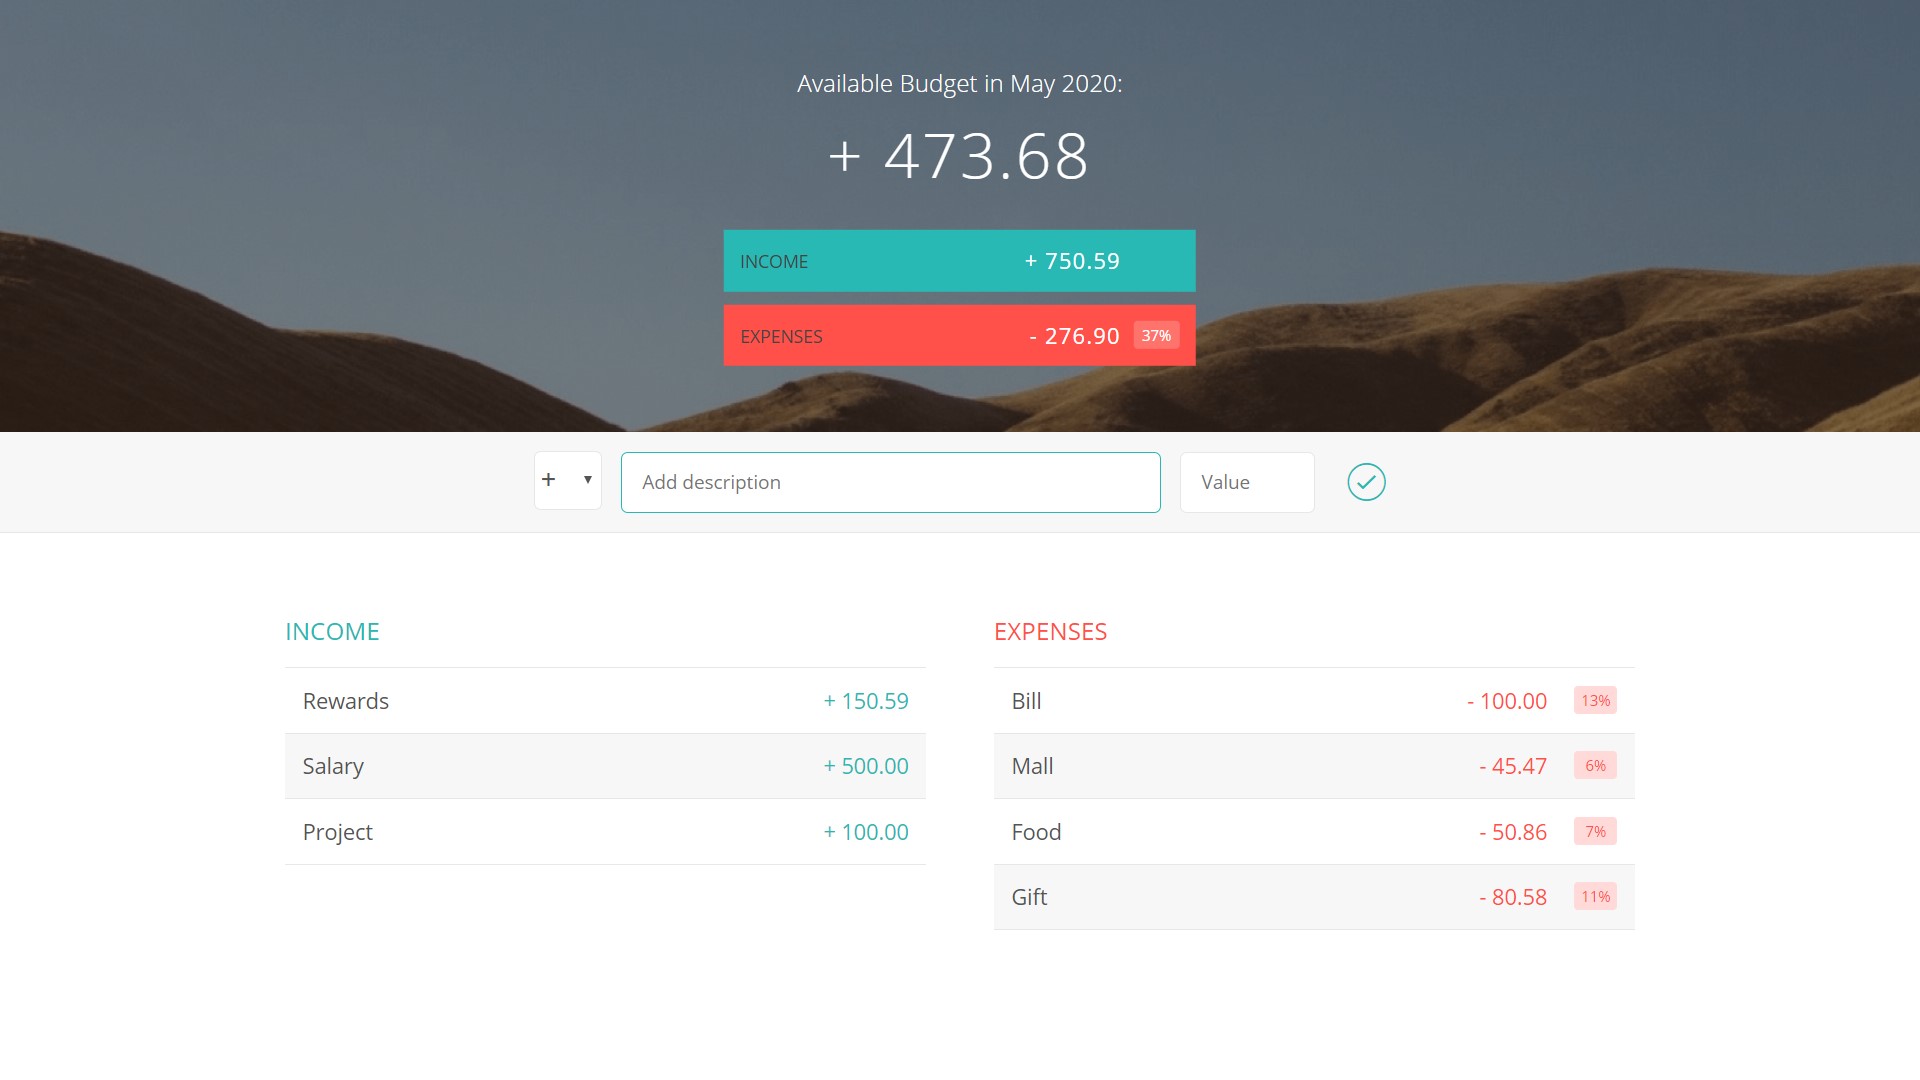 Available Budget in May 2020:
+ 473.68
INCOME + 750.59
EXPENSES - 276.90 37%
+ ▼ Add description Value
INCOME
Rewards + 150.59
Salary + 500.00
Project + 100.00
EXPENSES
Bill - 100.00 13%
Mall - 45.47 6%
Food - 50.86 7%
Gift - 80.58 11%